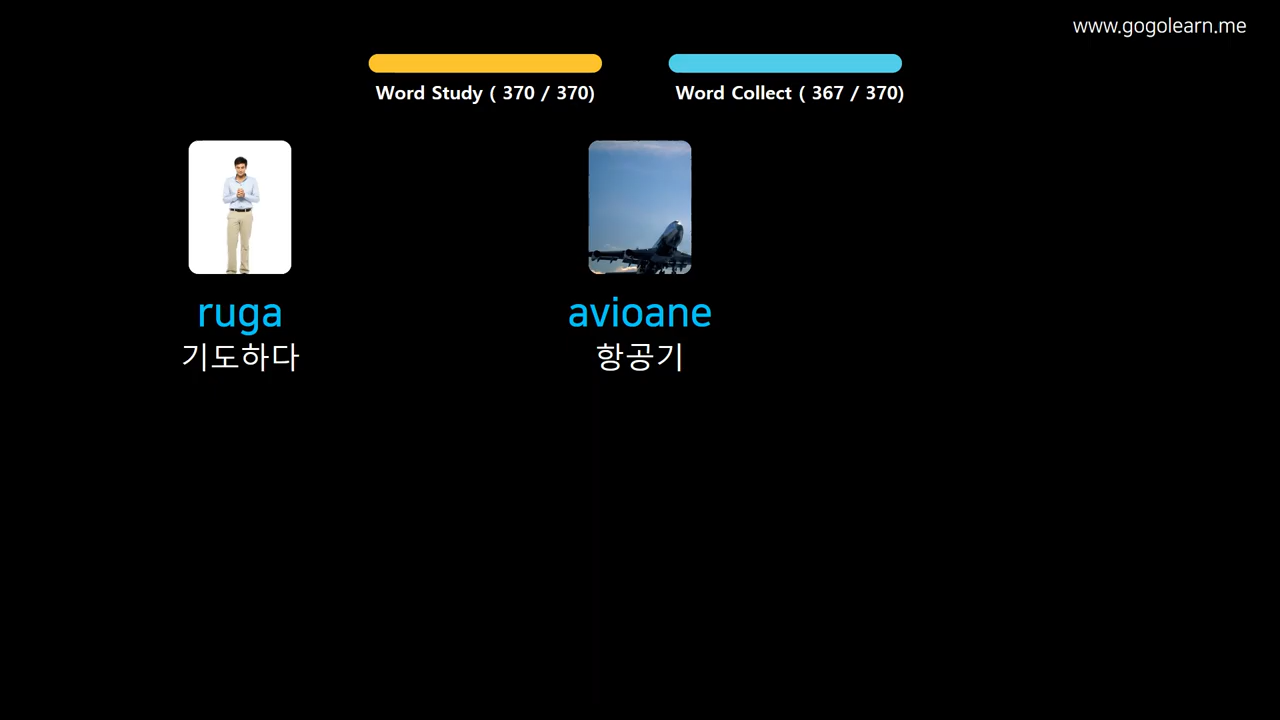 www.gogolearn.me
Word Study ( 370 / 370)
Word Collect ( 367 / 370)
ruga
기도하다
avioane
항공기